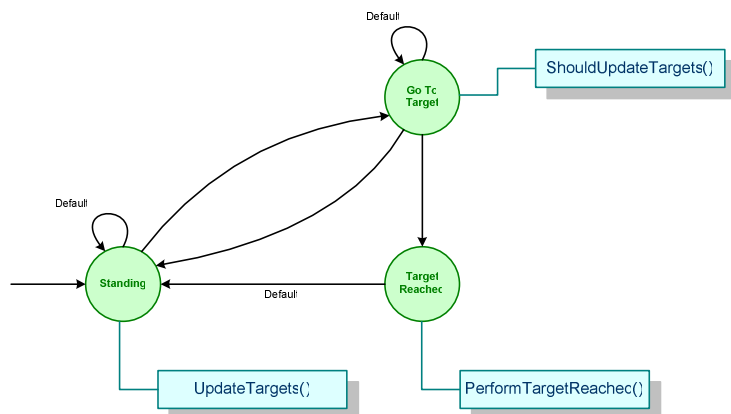 Default
ShouldUpdateTargets()
Go To
Target
Default
Standing
Target
Reached
Default
UpdateTargets()
PerformTargetReached()